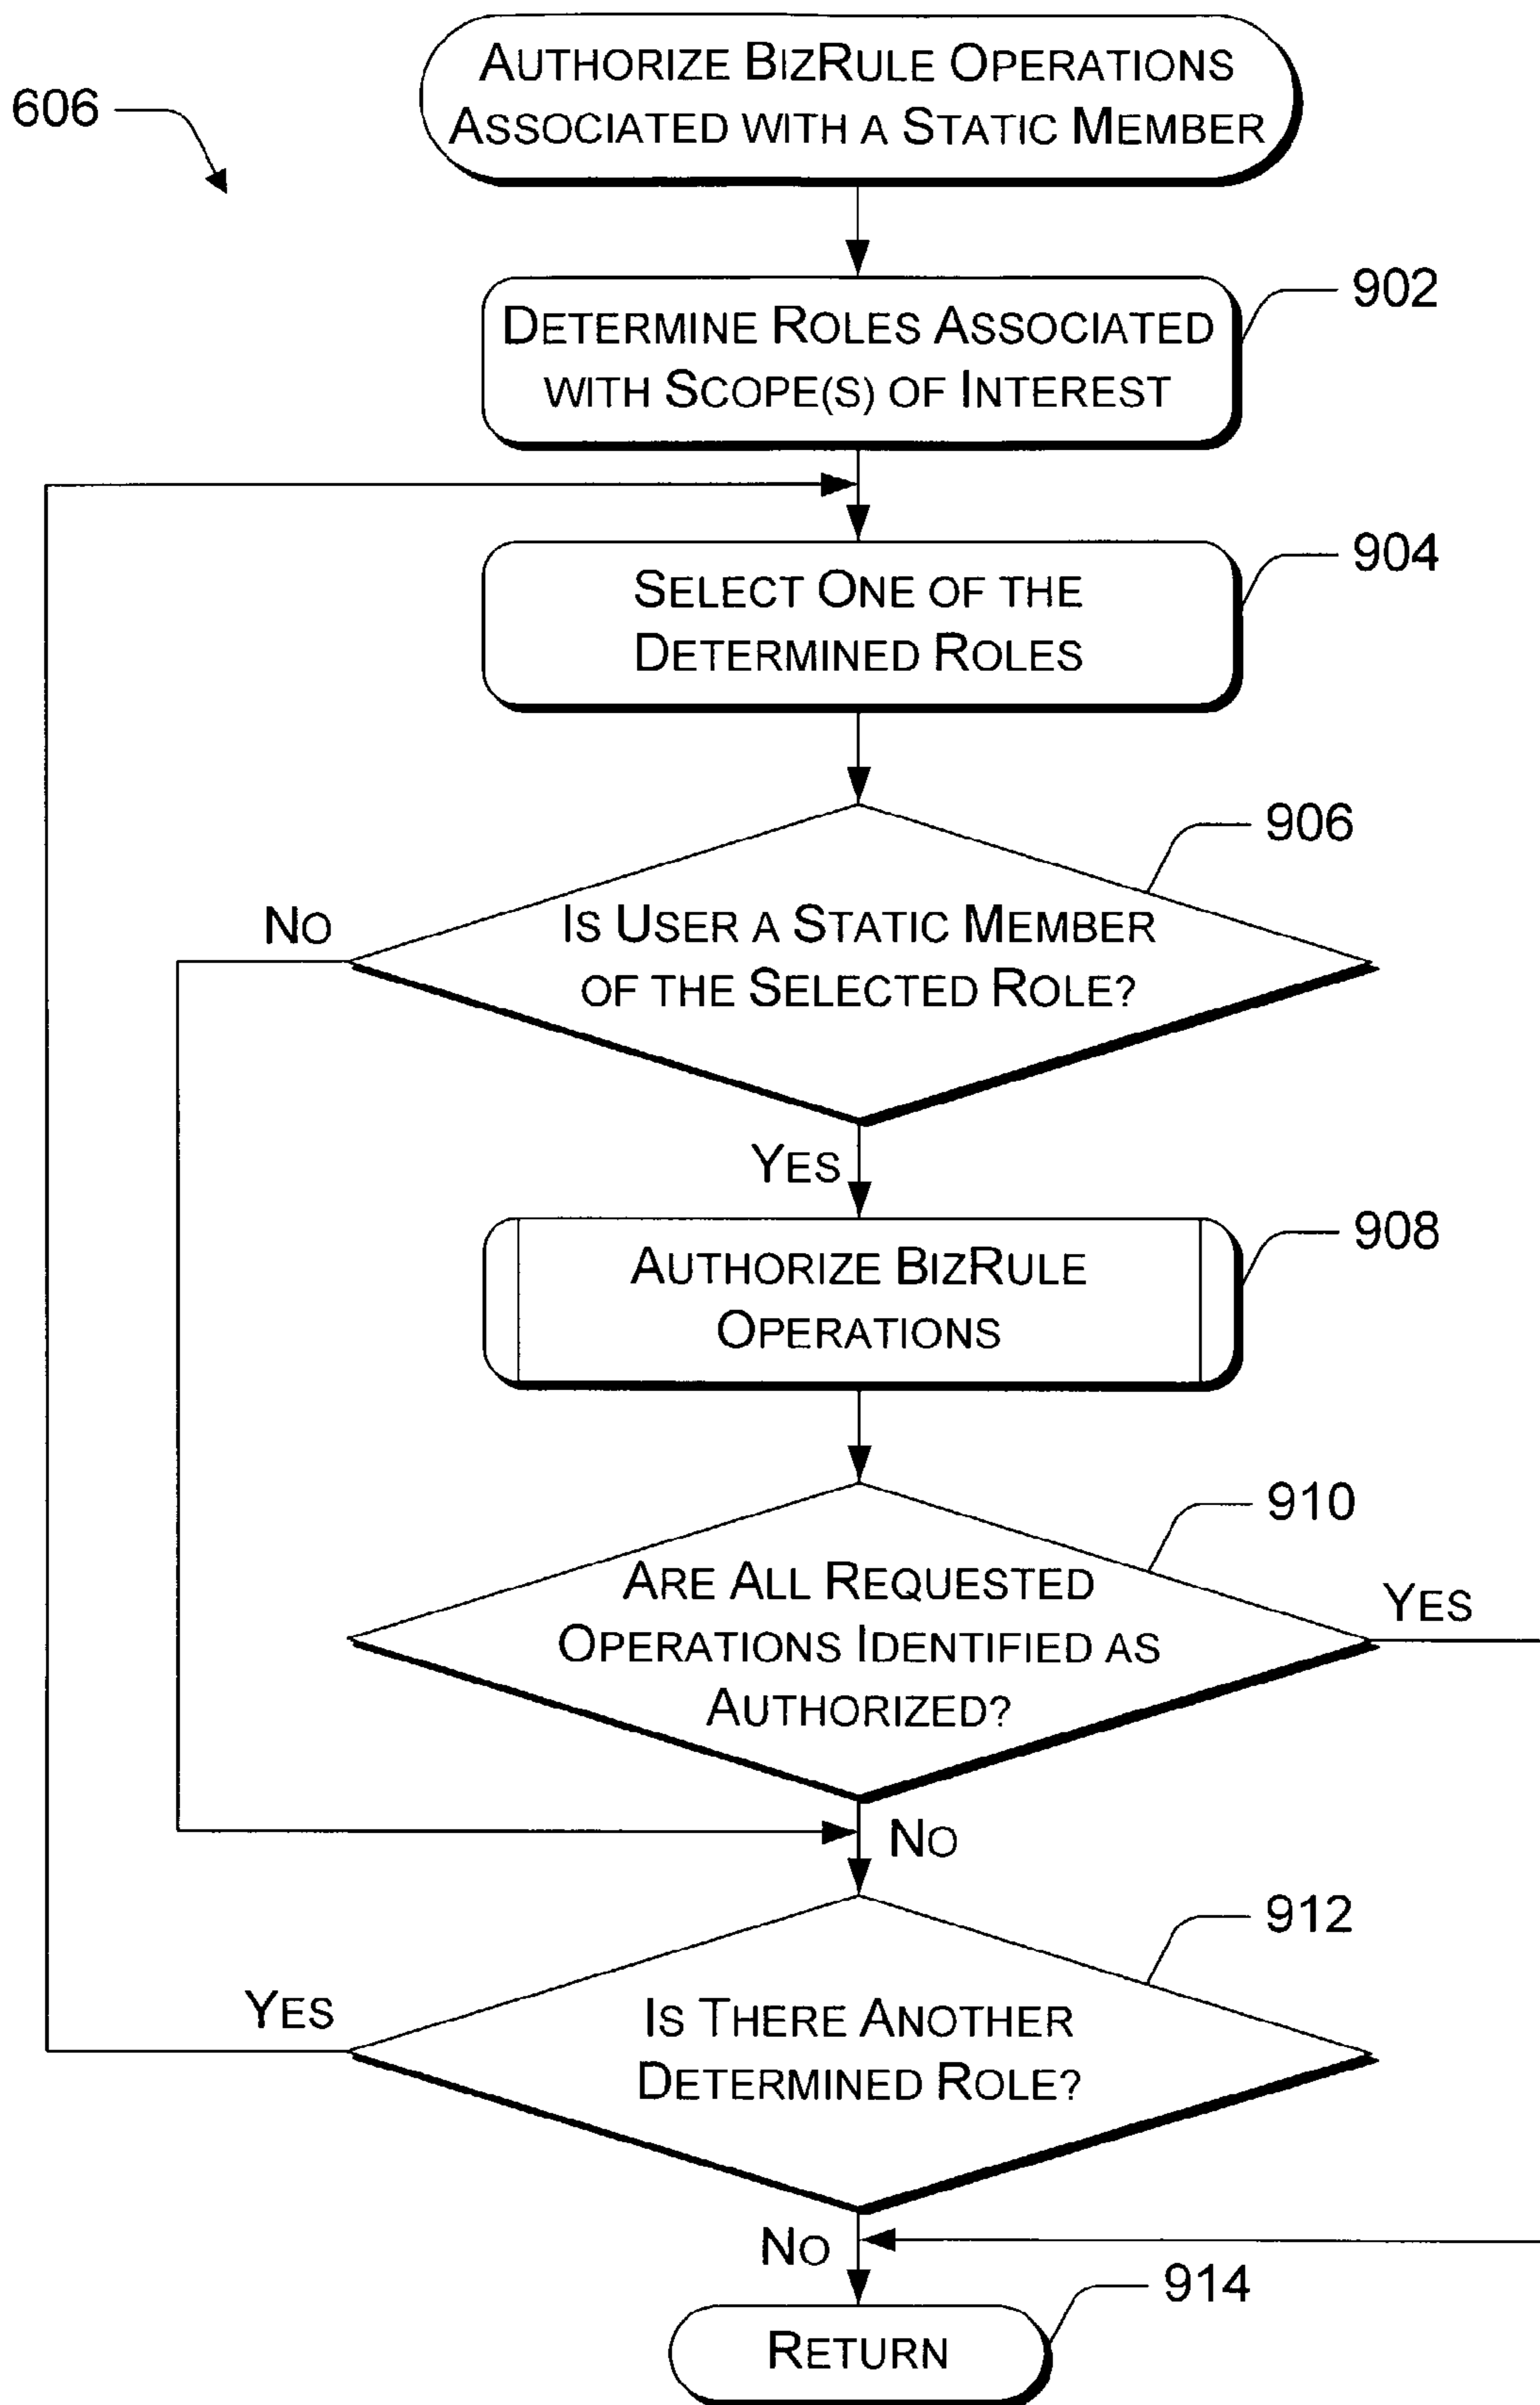 AUTHORIZE BIZRULE OPERATIONS
ASSOCIATED WITH A STATIC MEMBER
606
902
DETERMINE ROLES ASSOCIATED
WITH SCOPE(S) OF INTEREST
904
SELECT ONE OF THE
DETERMINED ROLES
906
NO
IS USER A STATIC MEMBER
OF THE SELECTED ROLE?
YES
908
AUTHORIZE BIZRULE
OPERATIONS
910
ARE ALL REQUESTED
OPERATIONS IDENTIFIED AS
AUTHORIZED?
YES
NO
912
YES
IS THERE ANOTHER
DETERMINED ROLE?
NO
914
RETURN